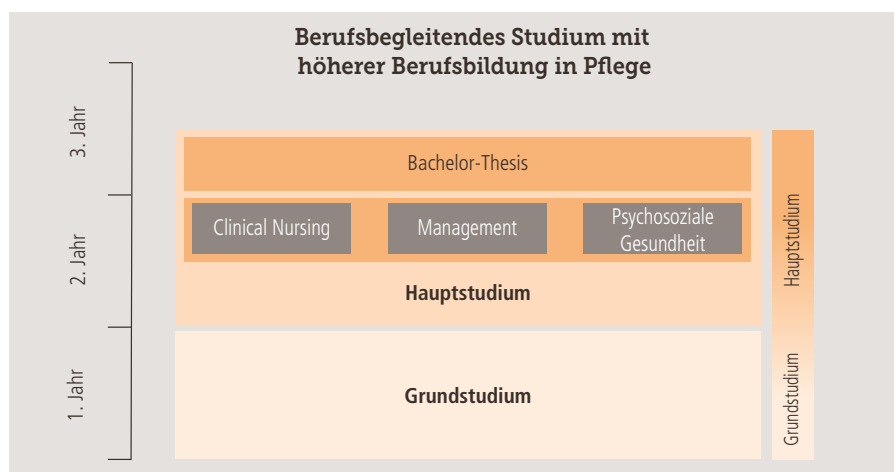 Berufsbegleitendes Studium mit
höherer Berufsbildung in Pflege
3. Jahr
Bachelor-Thesis
2. Jahr
Clinical Nursing
Management
Psychosoziale
Gesundheit
Hauptstudium
Hauptstudium
1. Jahr
Grundstudium
Grundstudium